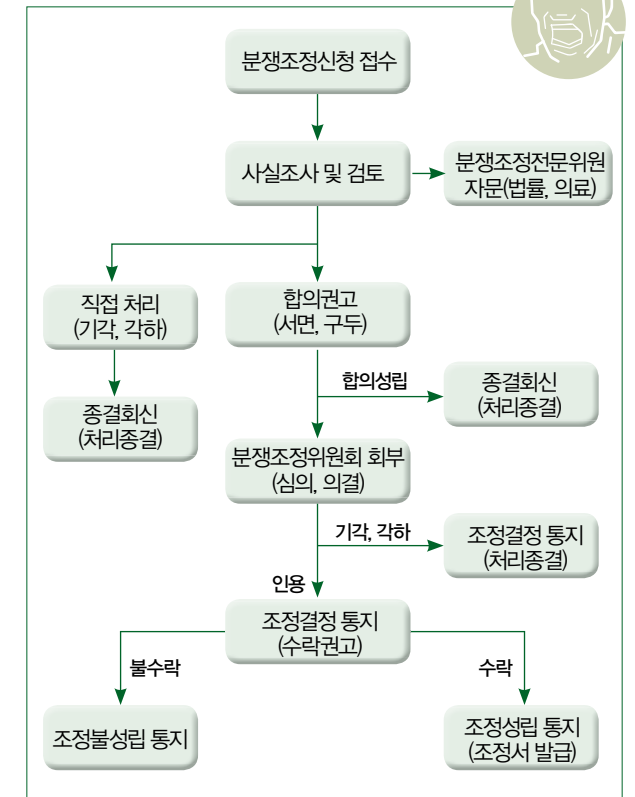 분쟁조정신청 접수
사실조사 및 검토
분쟁조정전문위원
자문(법률, 의료)
직접 처리
(기각, 각하)
합의권고
(서면, 구두)
합의성립
종결회신
(처리종결)
종결회신
(처리종결)
분쟁조정위원회 회부
(심의, 의결)
기각, 각하
조정결정 통지
(처리종결)
인용
조정결정 통지
(수락권고)
불수락
수락
조정불성립 통지
조정성립 통지
(조정서 발급)